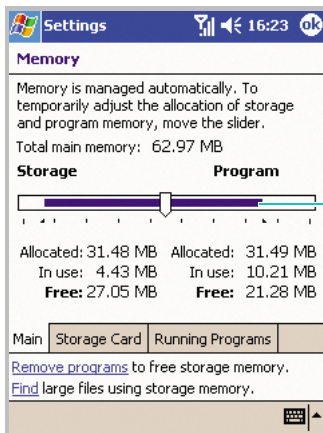 Settings 16:23 ok
Memory
Memory is managed automatically. To
temporarily adjust the allocation of storage
and program memory, move the slider.
Total main memory: 62.97 MB
Storage Program
Allocated: 31.48 MB Allocated: 31.49 MB
In use: 4.43 MB In use: 10.21 MB
Free: 27.05 MB Free: 21.28 MB
Main Storage Card Running Programs
Remove programs to free storage memory.
Find large files using storage memory.